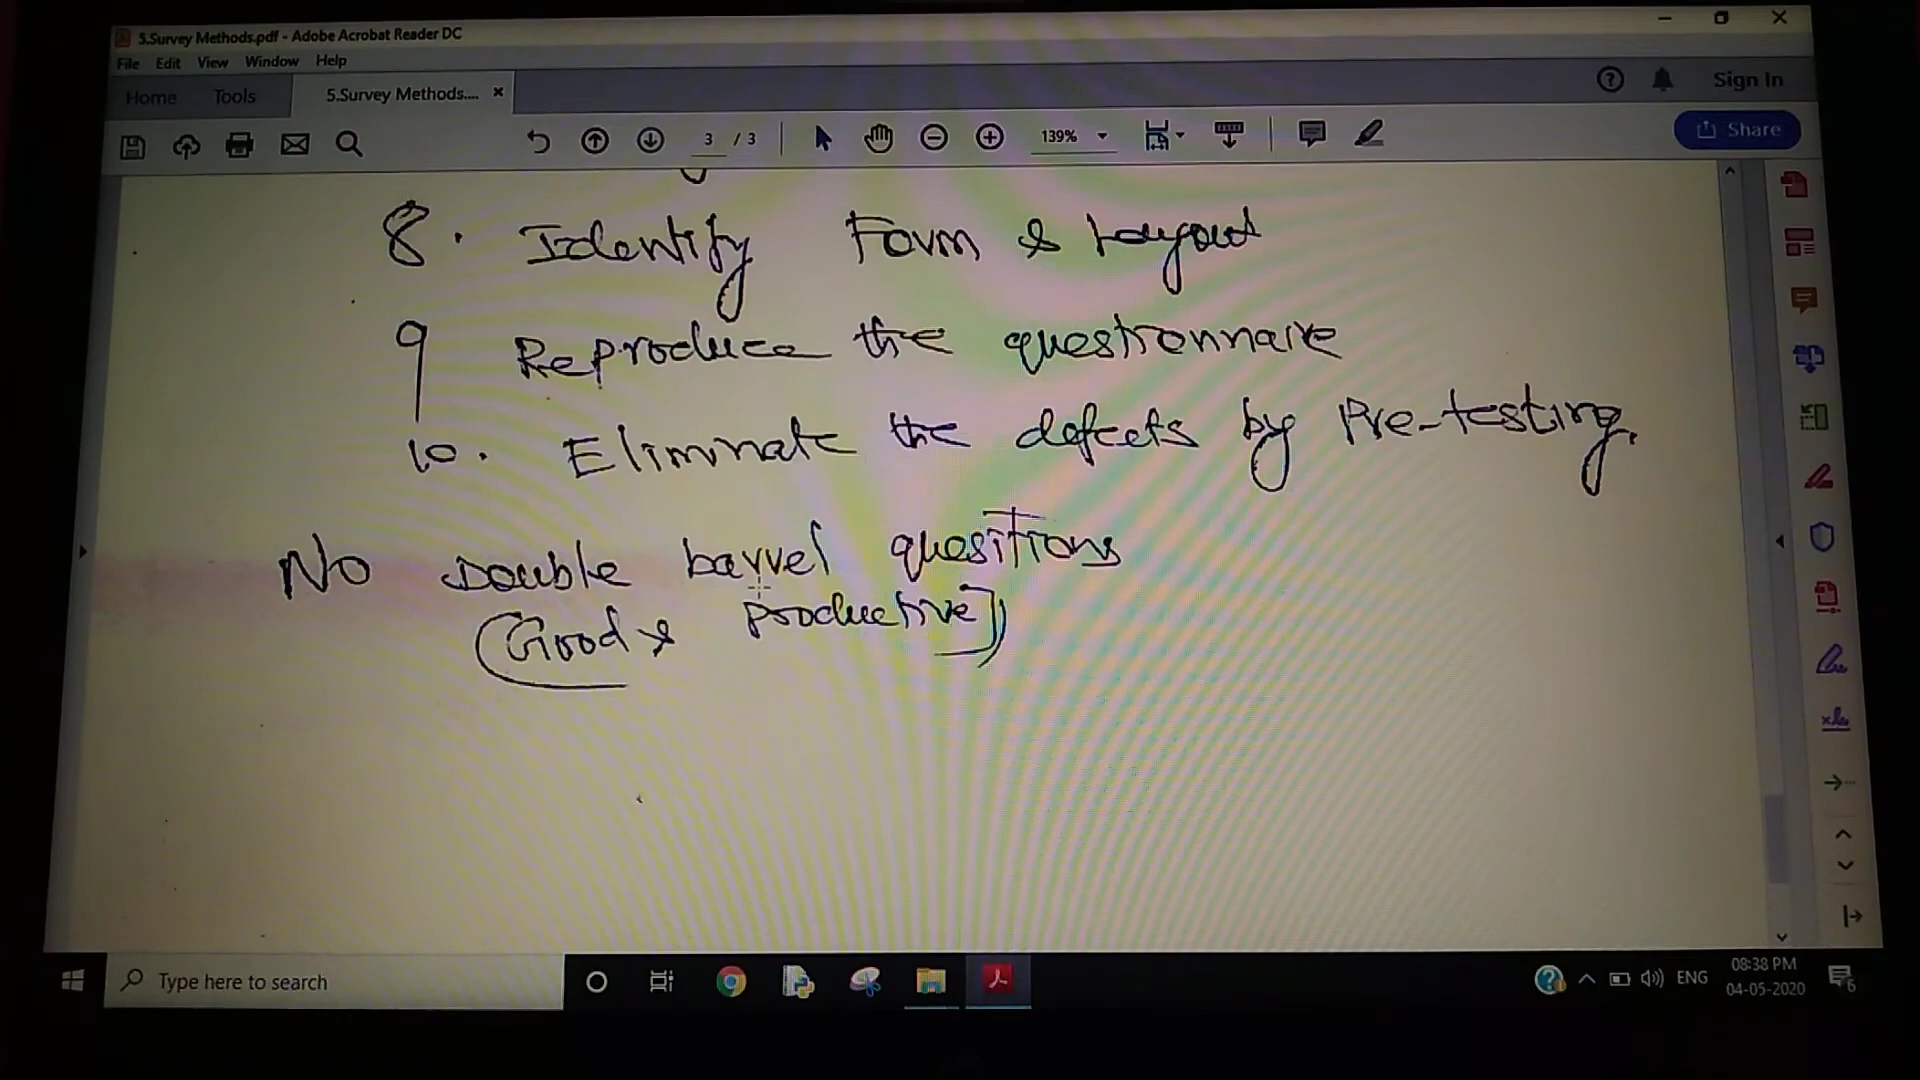 5.Survey Methods.pdf - Adobe Acrobat Reader DC
File Edit View Window Help
Home Tools 5.Survey Methods.... × Sign In
3 / 3 139% Share
8. Identify Form & Layout
9 Reproduce the questionnaire
10. Eliminate the defects by Pre-testing.
No Double barrel quesitions
(Good & productive])
Type here to search
ENG 08:38 PM
04-05-2020
6